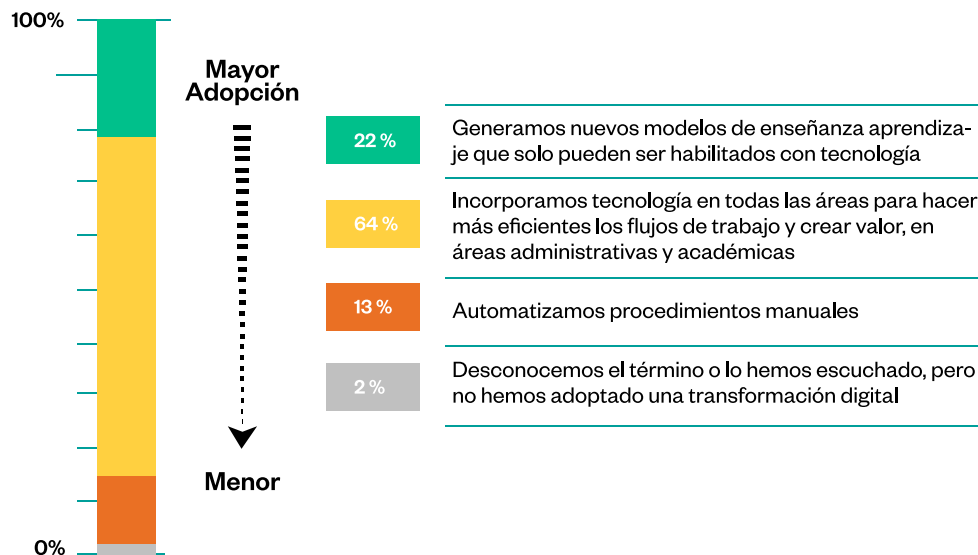 100%
Mayor
Adopción
22 %
Generamos nuevos modelos de enseñanza aprendiza-
je que solo pueden ser habilitados con tecnología
64 %
Incorporamos tecnología en todas las áreas para hacer
más eficientes los flujos de trabajo y crear valor, en
áreas administrativas y académicas
13 %
Automatizamos procedimientos manuales
2 %
Desconocemos el término o lo hemos escuchado, pero
no hemos adoptado una transformación digital
Menor
0%